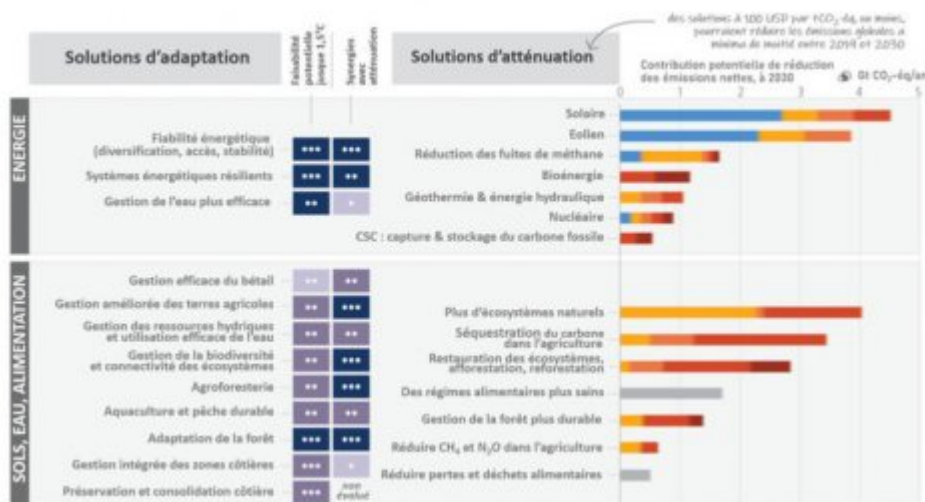 des solutions à 100 USD par tCO₂-éq, au moins,
pourraient réduire les émissions globales a
minima de moitié entre 2019 et 2030
Solutions d'adaptation
Faisabilité
potentielle
jusque 1,5°C
Synergies
avec
atténuation
Solutions d'atténuation
Contribution potentielle de réduction
des émissions nettes, à 2030
Gt CO₂-éq/an
0 1 2 3 4 5
ENERGIE
Fiabilité énergétique
(diversification, accès, stabilité)
Systèmes énergétiques résilients
Gestion de l'eau plus efficace
Solaire
Eolien
Réduction des fuites de méthane
Bioénergie
Géothermie & énergie hydraulique
Nucléaire
CSC : capture & stockage du carbone fossile
SOLS, EAU, ALIMENTATION
Gestion efficace du bétail
Gestion améliorée des terres agricoles
Gestion des ressources hydriques
et utilisation efficace de l'eau
Gestion de la biodiversité
et connectivité des écosystèmes
Agroforesterie
Aquaculture et pêche durable
Adaptation de la forêt
Gestion intégrée des zones côtières
Préservation et consolidation côtière
non
évalué
Plus d'écosystèmes naturels
Séquestration du carbone
dans l'agriculture
Restauration des écosystèmes,
afforestation, reforestation
Des régimes alimentaires plus sains
Gestion de la forêt plus durable
Réduire CH₄ et N₂O dans l'agriculture
Réduire pertes et déchets alimentaires